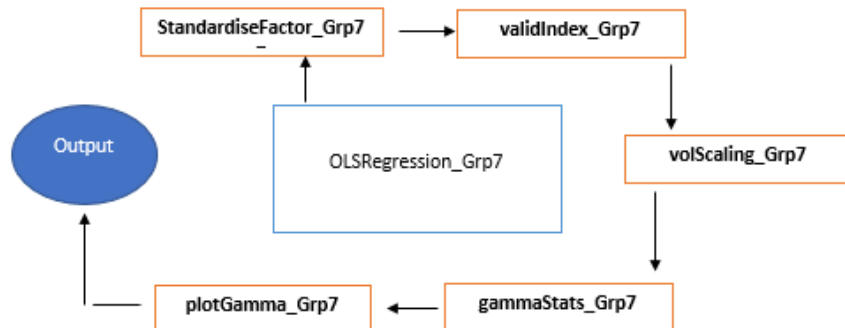 StandardiseFactor_Grp7
_
validIndex_Grp7
Output
OLSRegression_Grp7
volScaling_Grp7
plotGamma_Grp7
gammaStats_Grp7